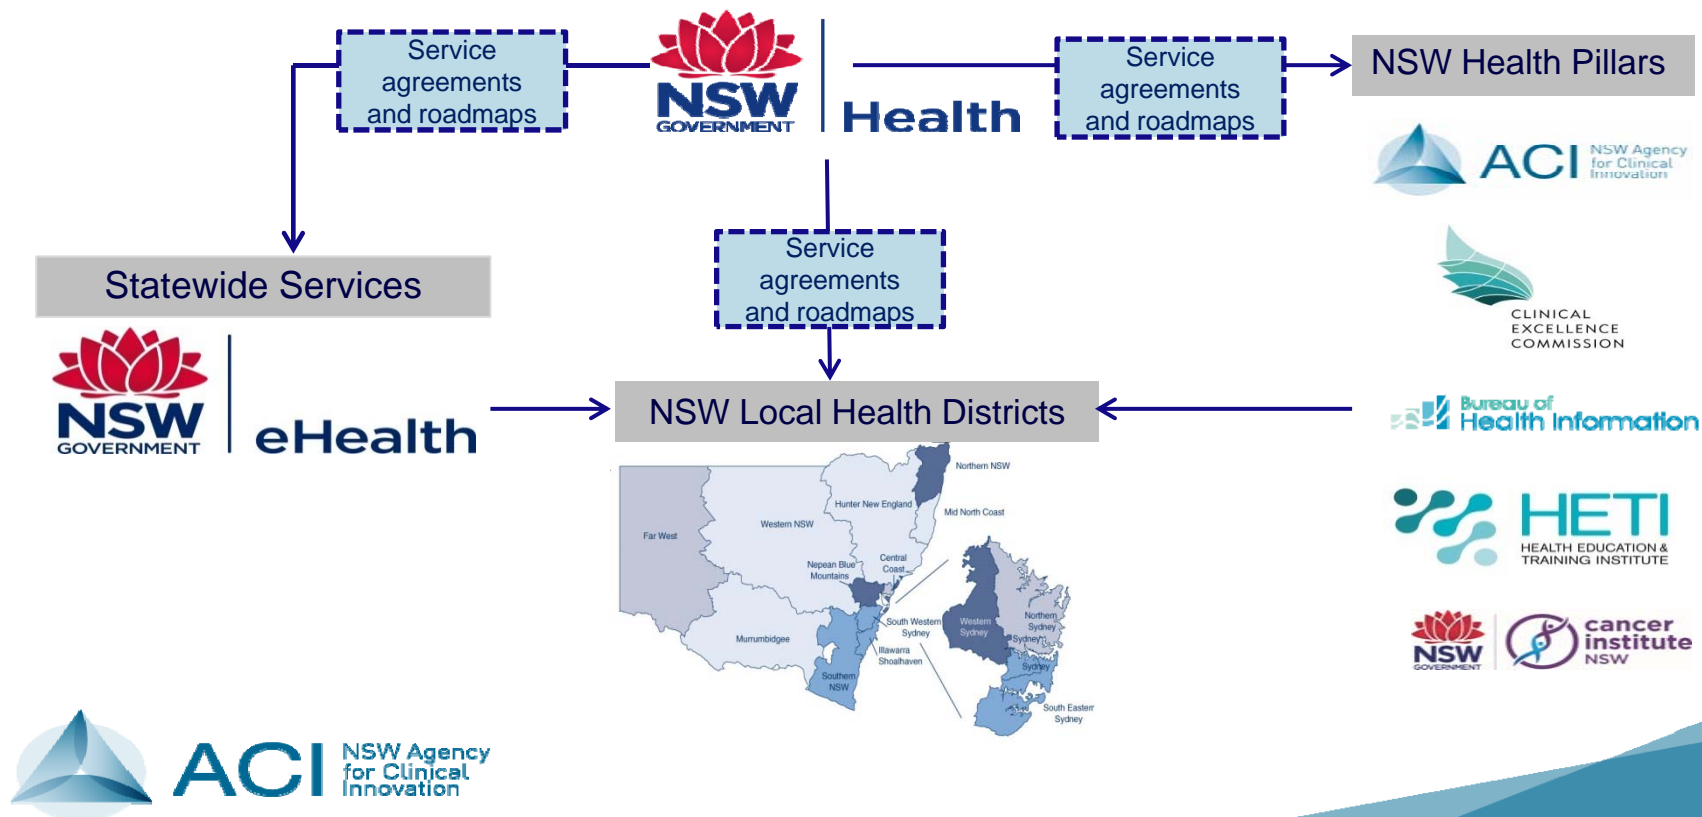 Service
agreements
and roadmaps
NSW
GOVERNMENT
Health
Service
agreements
and roadmaps
NSW Health Pillars
ACI
NSW Agency
for Clinical
Innovation
Service
agreements
and roadmaps
Statewide Services
CLINICAL
EXCELLENCE
COMMISSION
NSW
GOVERNMENT
eHealth
NSW Local Health Districts
Bureau of
Health Information
Northern NSW
Hunter New England
Mid North Coast
Western NSW
Far West
Central
Coast
Nepean Blue
Mountains
South Western
Sydney
Murrumbidgee
Illawarra
Shoalhaven
Southern
NSW
Western
Sydney
Northern
Sydney
Sydney
Sydney
South Eastern
Sydney
HETI
HEALTH EDUCATION &
TRAINING INSTITUTE
NSW
GOVERNMENT
cancer
institute
NSW
ACI
NSW Agency
for Clinical
Innovation